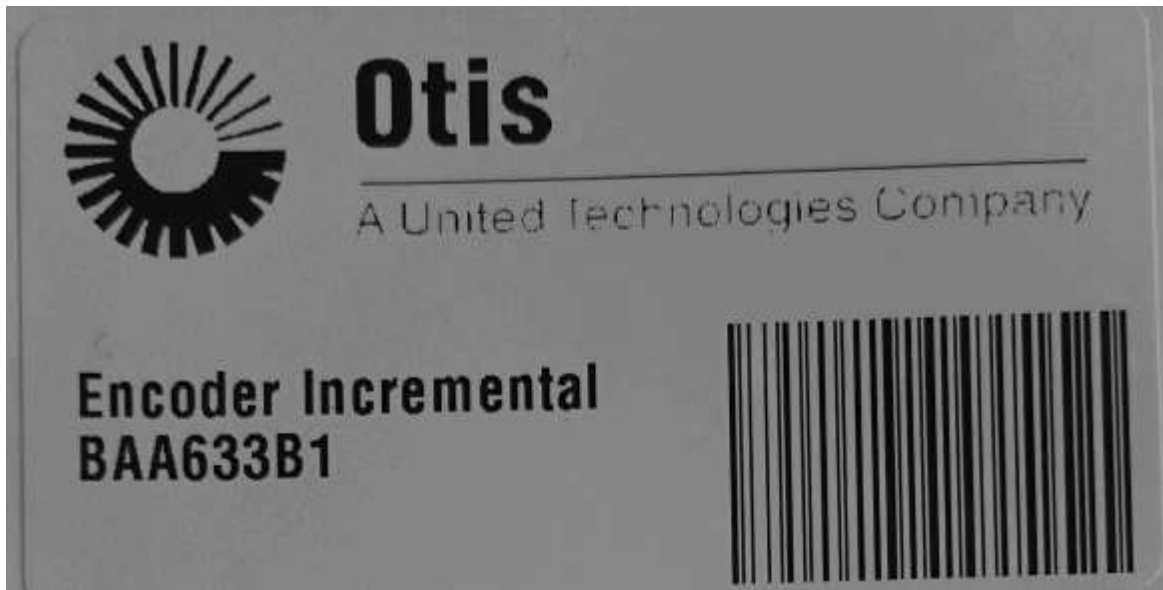 Otis
A United Technologies Company
Encoder Incremental
BAA633B1